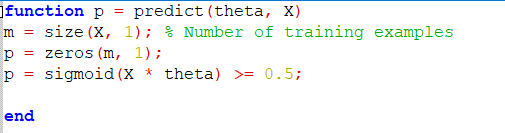 function p = predict(theta, X)
m = size(X, 1); % Number of training examples
p = zeros(m, 1);
p = sigmoid(X * theta) >= 0.5;
end